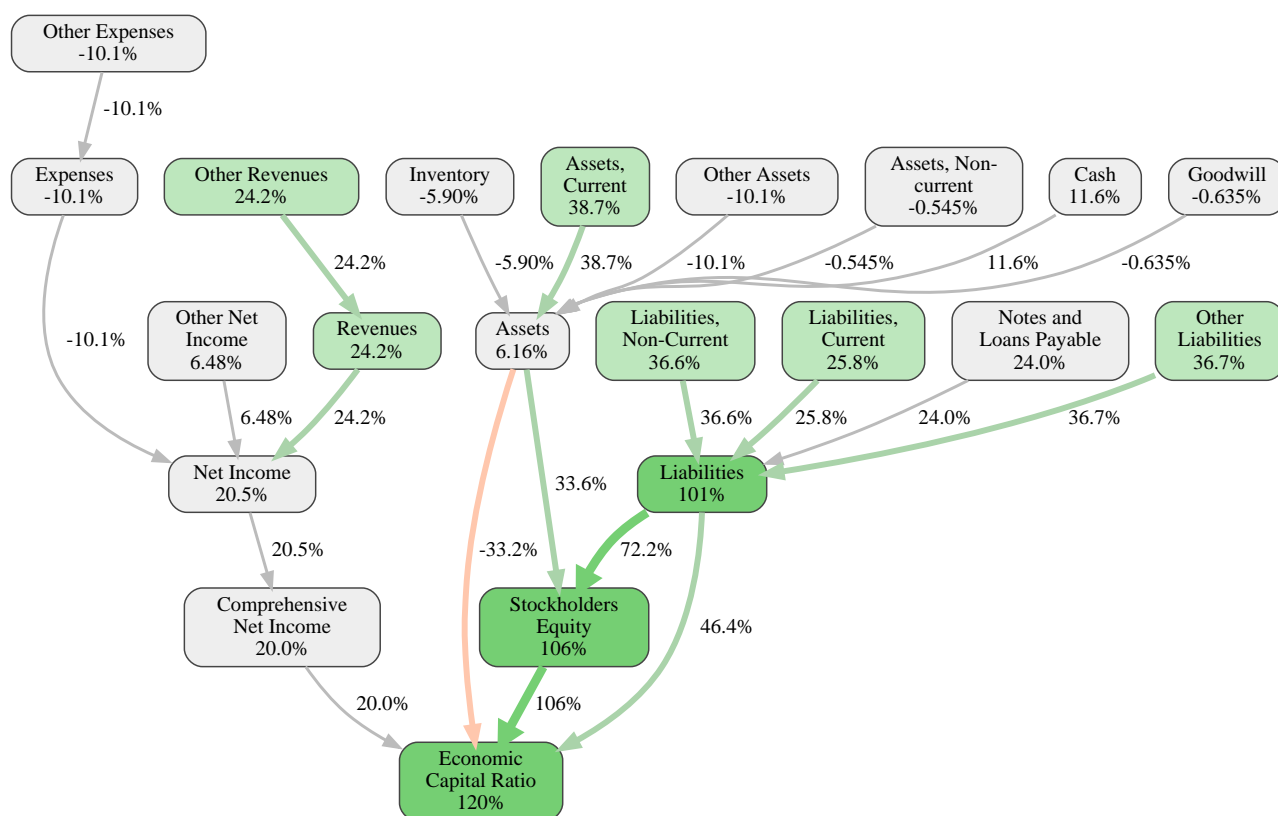 Other Expenses
-10.1%
-10.1%
Expenses
-10.1%
Other Revenues
24.2%
Inventory
-5.90%
Assets,
Current
38.7%
Other Assets
-10.1%
Assets, Non-
current
-0.545%
Cash
11.6%
Goodwill
-0.635%
24.2%
-5.90%
38.7%
-10.1%
-0.545%
11.6%
-0.635%
-10.1%
Other Net
Income
6.48%
Revenues
24.2%
Assets
6.16%
Liabilities,
Non-Current
36.6%
Liabilities,
Current
25.8%
Notes and
Loans Payable
24.0%
Other
Liabilities
36.7%
6.48%
24.2%
36.6%
25.8%
24.0%
36.7%
Net Income
20.5%
33.6%
Liabilities
101%
20.5%
-33.2%
72.2%
Comprehensive
Net Income
20.0%
Stockholders
Equity
106%
46.4%
20.0%
106%
Economic
Capital Ratio
120%